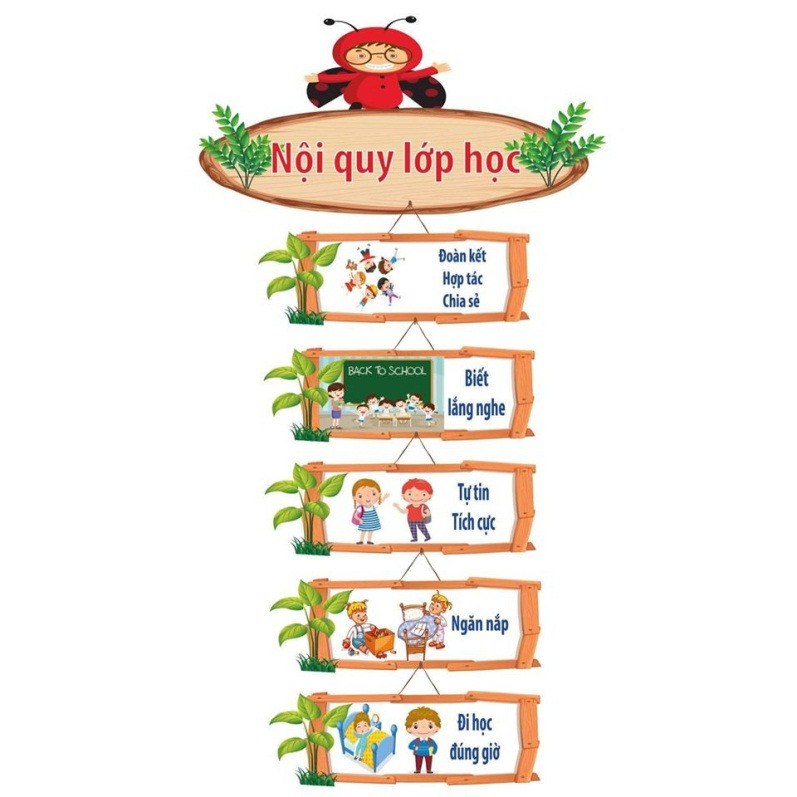 Nội quy lớp học
Đoàn kết
Hợp tác
Chia sẻ
BACK TO SCHOOL
Biết
lắng nghe
Tự tin
Tích cực
Ngăn nắp
Đi học
đúng giờ